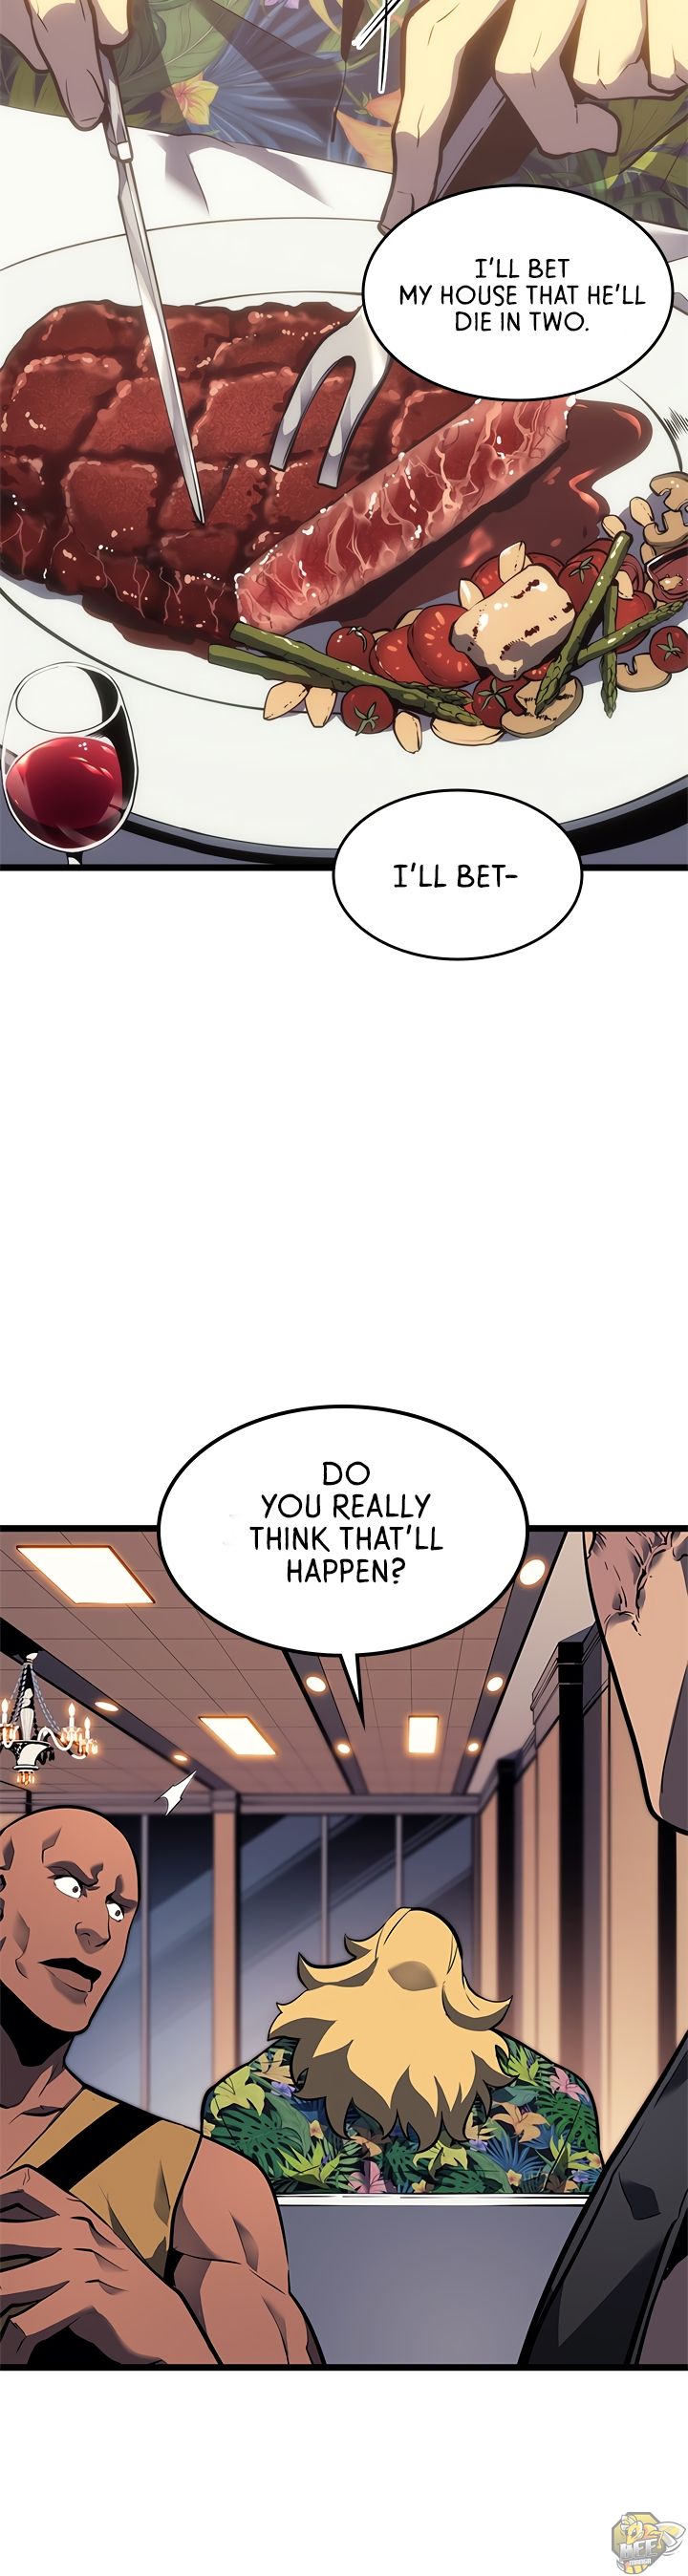 I'LL BET
MY HOUSE THAT HE'LL
DIE IN TWO.
I'LL BET-
DO
YOU REALLY
THINK THAT'LL
HAPPEN?
BEE